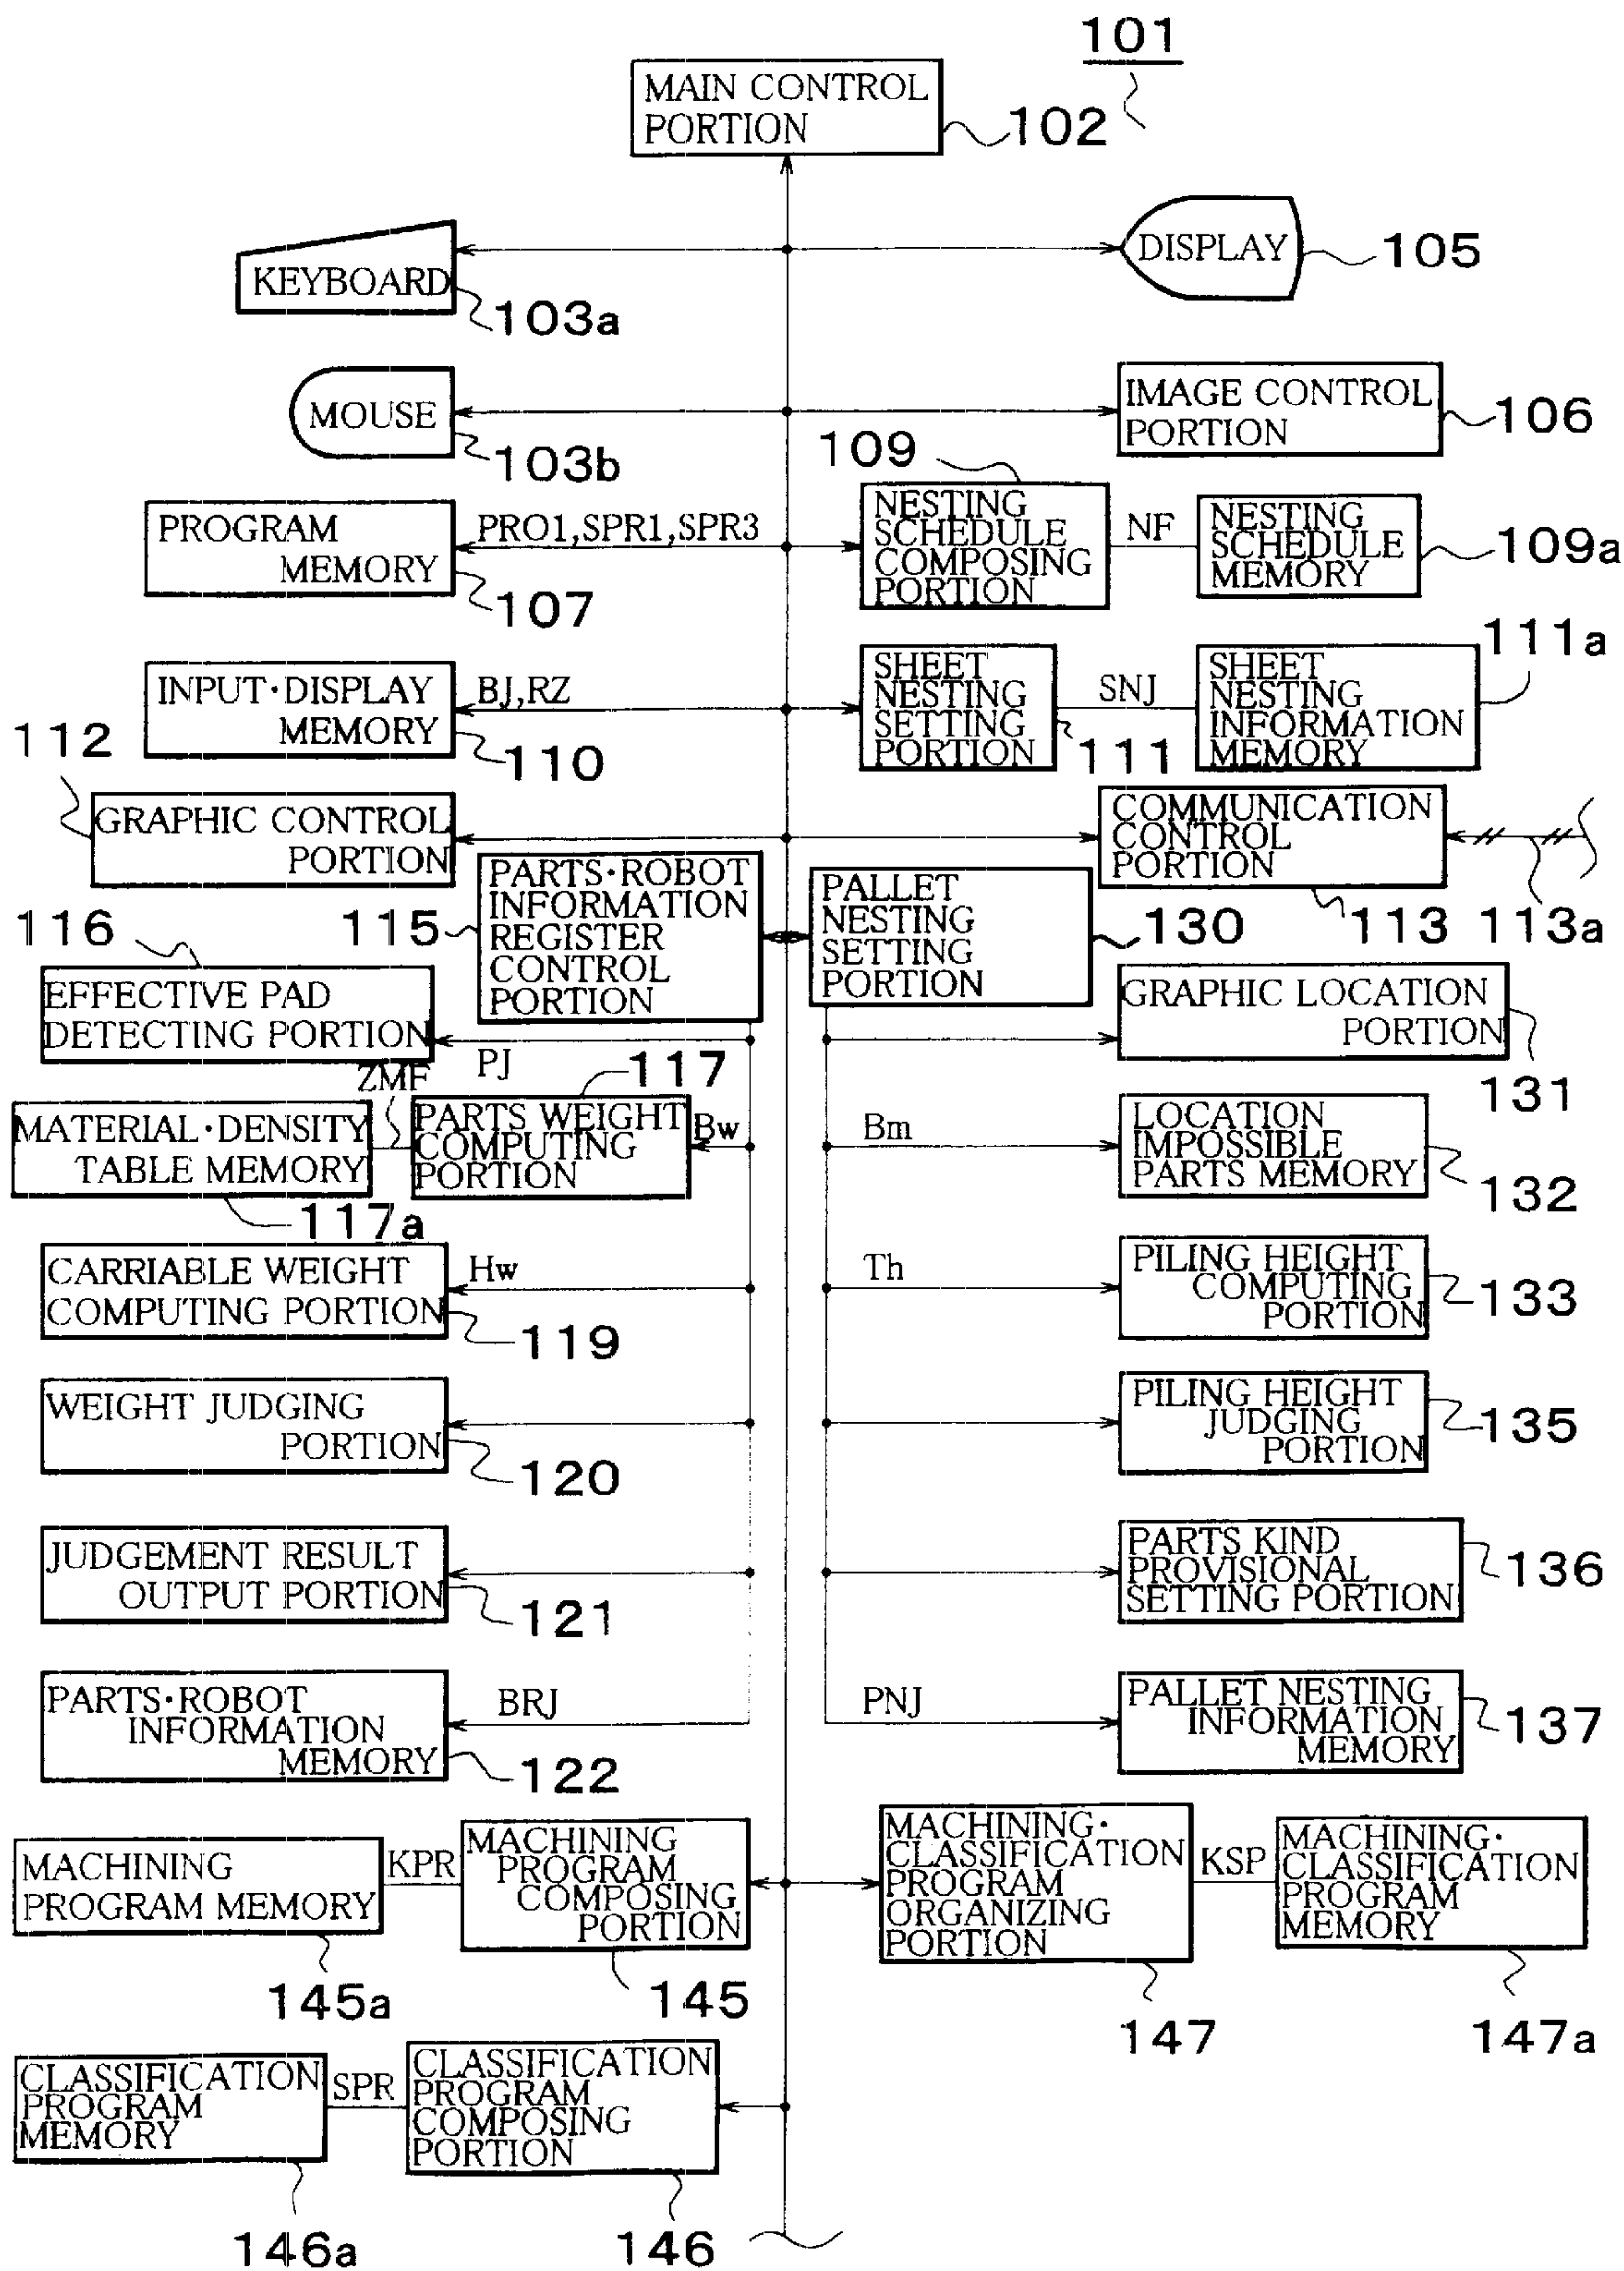 101
MAIN CONTROL
PORTION
102
KEYBOARD
103a
DISPLAY
105
MOUSE
103b
IMAGE CONTROL
PORTION
106
PROGRAM
MEMORY
107
PRO1,SPR1,SPR3
109
NESTING
SCHEDULE
COMPOSING
PORTION
NF
NESTING
SCHEDULE
MEMORY
109a
INPUT·DISPLAY
MEMORY
110
BJ,RZ
SHEET
NESTING
SETTING
PORTION
111
SNJ
SHEET
NESTING
INFORMATION
MEMORY
111a
112
GRAPHIC CONTROL
PORTION
COMMUNICATION
CONTROL
PORTION
113
113a
115
PARTS·ROBOT
INFORMATION
REGISTER
CONTROL
PORTION
PALLET
NESTING
SETTING
PORTION
130
116
EFFECTIVE PAD
DETECTING PORTION
PJ
GRAPHIC LOCATION
PORTION
131
ZMF
117
MATERIAL·DENSITY
TABLE MEMORY
117a
PARTS WEIGHT
COMPUTING
PORTION
Bw
Bm
LOCATION
IMPOSSIBLE
PARTS MEMORY
132
CARRIABLE WEIGHT
COMPUTING PORTION
119
Hw
Th
PILING HEIGHT
COMPUTING
PORTION
133
WEIGHT JUDGING
PORTION
120
PILING HEIGHT
JUDGING
PORTION
135
JUDGEMENT RESULT
OUTPUT PORTION
121
PARTS KIND
PROVISIONAL
SETTING PORTION
136
PARTS·ROBOT
INFORMATION
MEMORY
122
BRJ
PNJ
PALLET NESTING
INFORMATION
MEMORY
137
MACHINING
PROGRAM MEMORY
145a
KPR
MACHINING
PROGRAM
COMPOSING
PORTION
145
MACHINING·
CLASSIFICATION
PROGRAM
ORGANIZING
PORTION
147
KSP
MACHINING·
CLASSIFICATION
PROGRAM
MEMORY
147a
CLASSIFICATION
PROGRAM
MEMORY
146a
SPR
CLASSIFICATION
PROGRAM
COMPOSING
PORTION
146